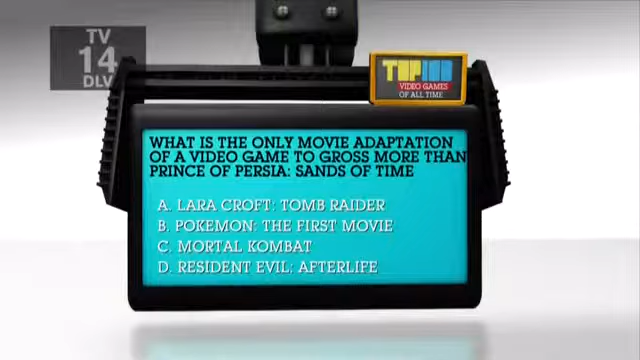 TV
14
DLV
TOP100
VIDEO GAMES
OF ALL TIME
WHAT IS THE ONLY MOVIE ADAPTATION
OF A VIDEO GAME TO GROSS MORE THAN
PRINCE OF PERSIA: SANDS OF TIME
A. LARA CROFT: TOMB RAIDER
B. POKEMON: THE FIRST MOVIE
C. MORTAL KOMBAT
D. RESIDENT EVIL: AFTERLIFE